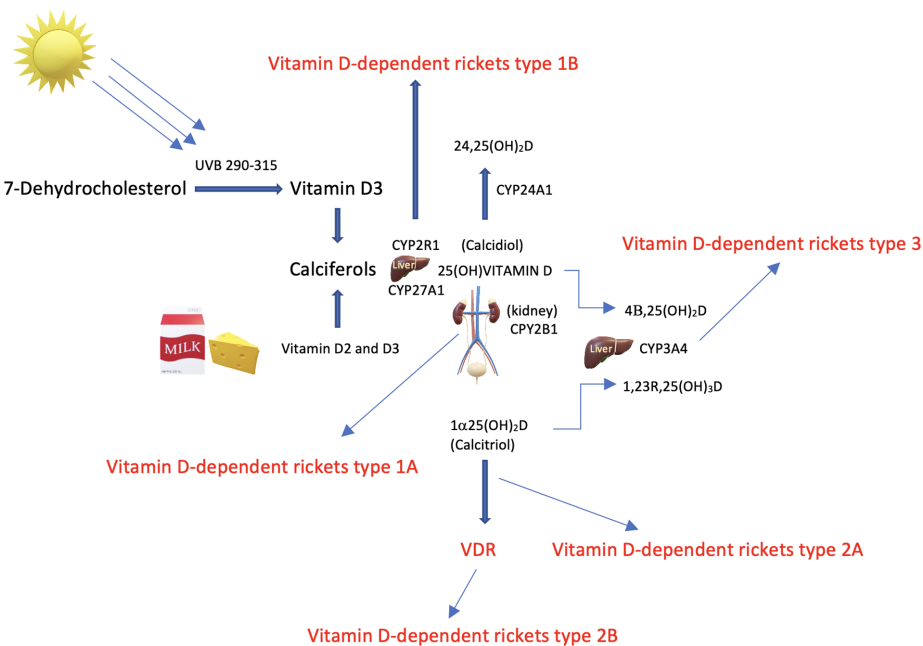 Vitamin D-dependent rickets type 1B
24,25(OH)₂D
UVB 290-315
CYP24A1
7-Dehydrocholesterol
Vitamin D3
CYP2R1
(Calcidiol)
Vitamin D-dependent rickets type 3
Calciferols
Liver
25(OH)VITAMIN D
CYP27A1
(kidney)
CPY2B1
4B,25(OH)₂D
MILK
Vitamin D2 and D3
Liver
CYP3A4
1,23R,25(OH)₃D
1α25(OH)₂D
(Calcitriol)
Vitamin D-dependent rickets type 1A
VDR
Vitamin D-dependent rickets type 2A
Vitamin D-dependent rickets type 2B